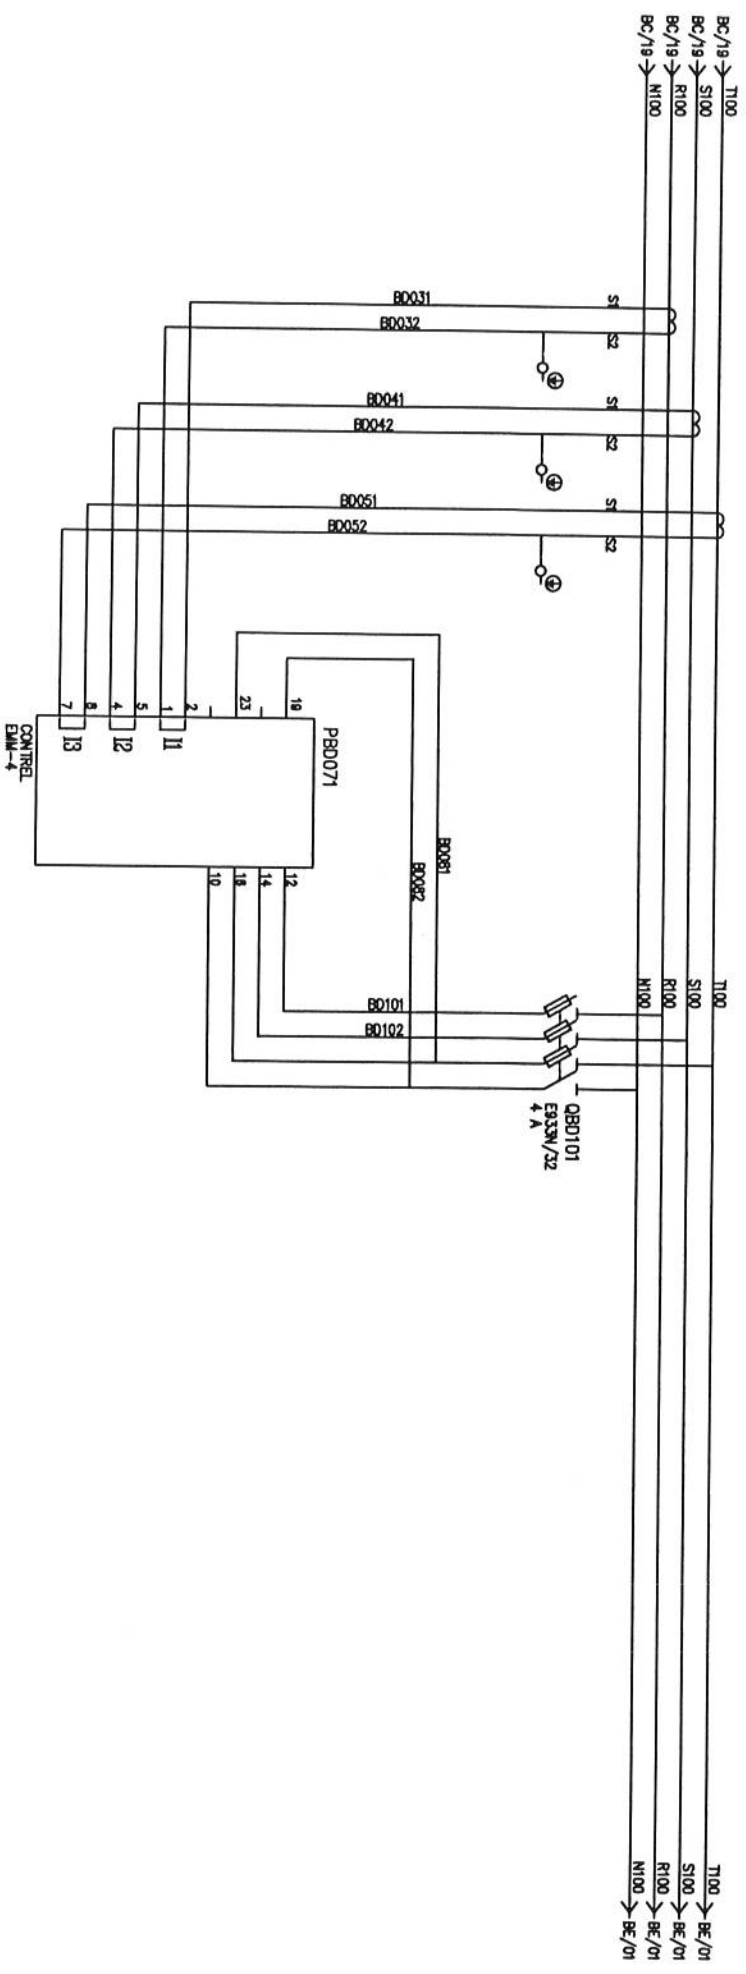 BC/19 T100
BC/19 S100
BC/19 R100
BC/19 N100
S1
S2
S1
S2
S1
S2
BD031
BD032
BD041
BD042
BD051
BD052
T100
S100
R100
N100
QBD101
E933N/32
4 A
BD081
BD082
BD101
BD102
PBD071
19
23
2
1
5
4
8
7
I1
I2
I3
12
14
18
10
CONTREL
EMM-4
T100 BE/01
S100 BE/01
R100 BE/01
N100 BE/01